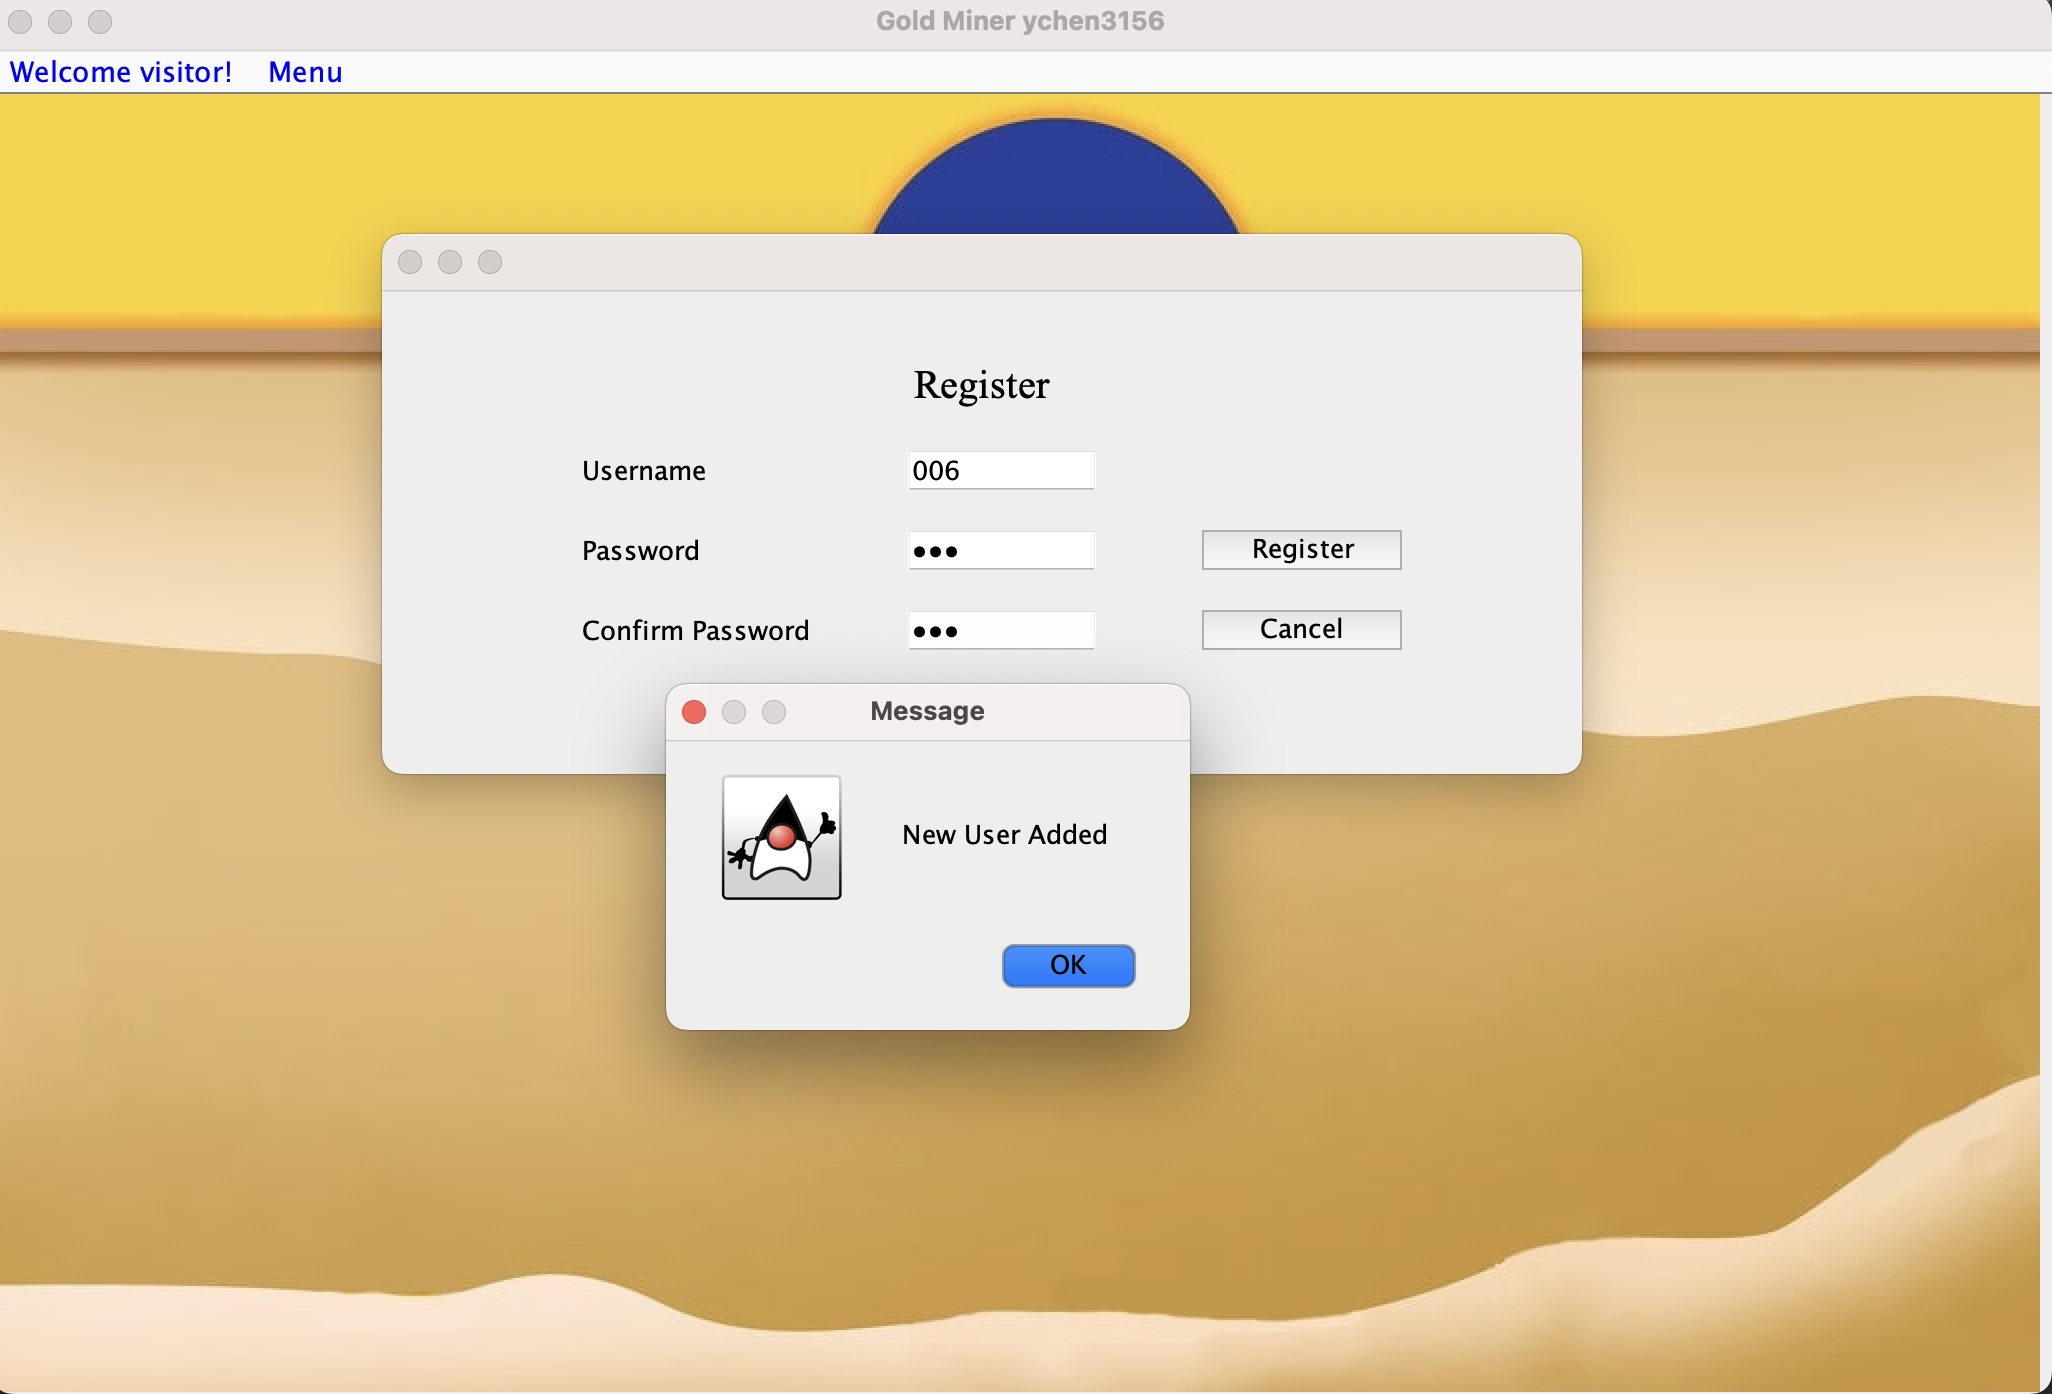 Gold Miner ychen3156
Welcome visitor! Menu
Register
Username 006
Password ●●● Register
Confirm Password ●●● Cancel
Message
New User Added
OK